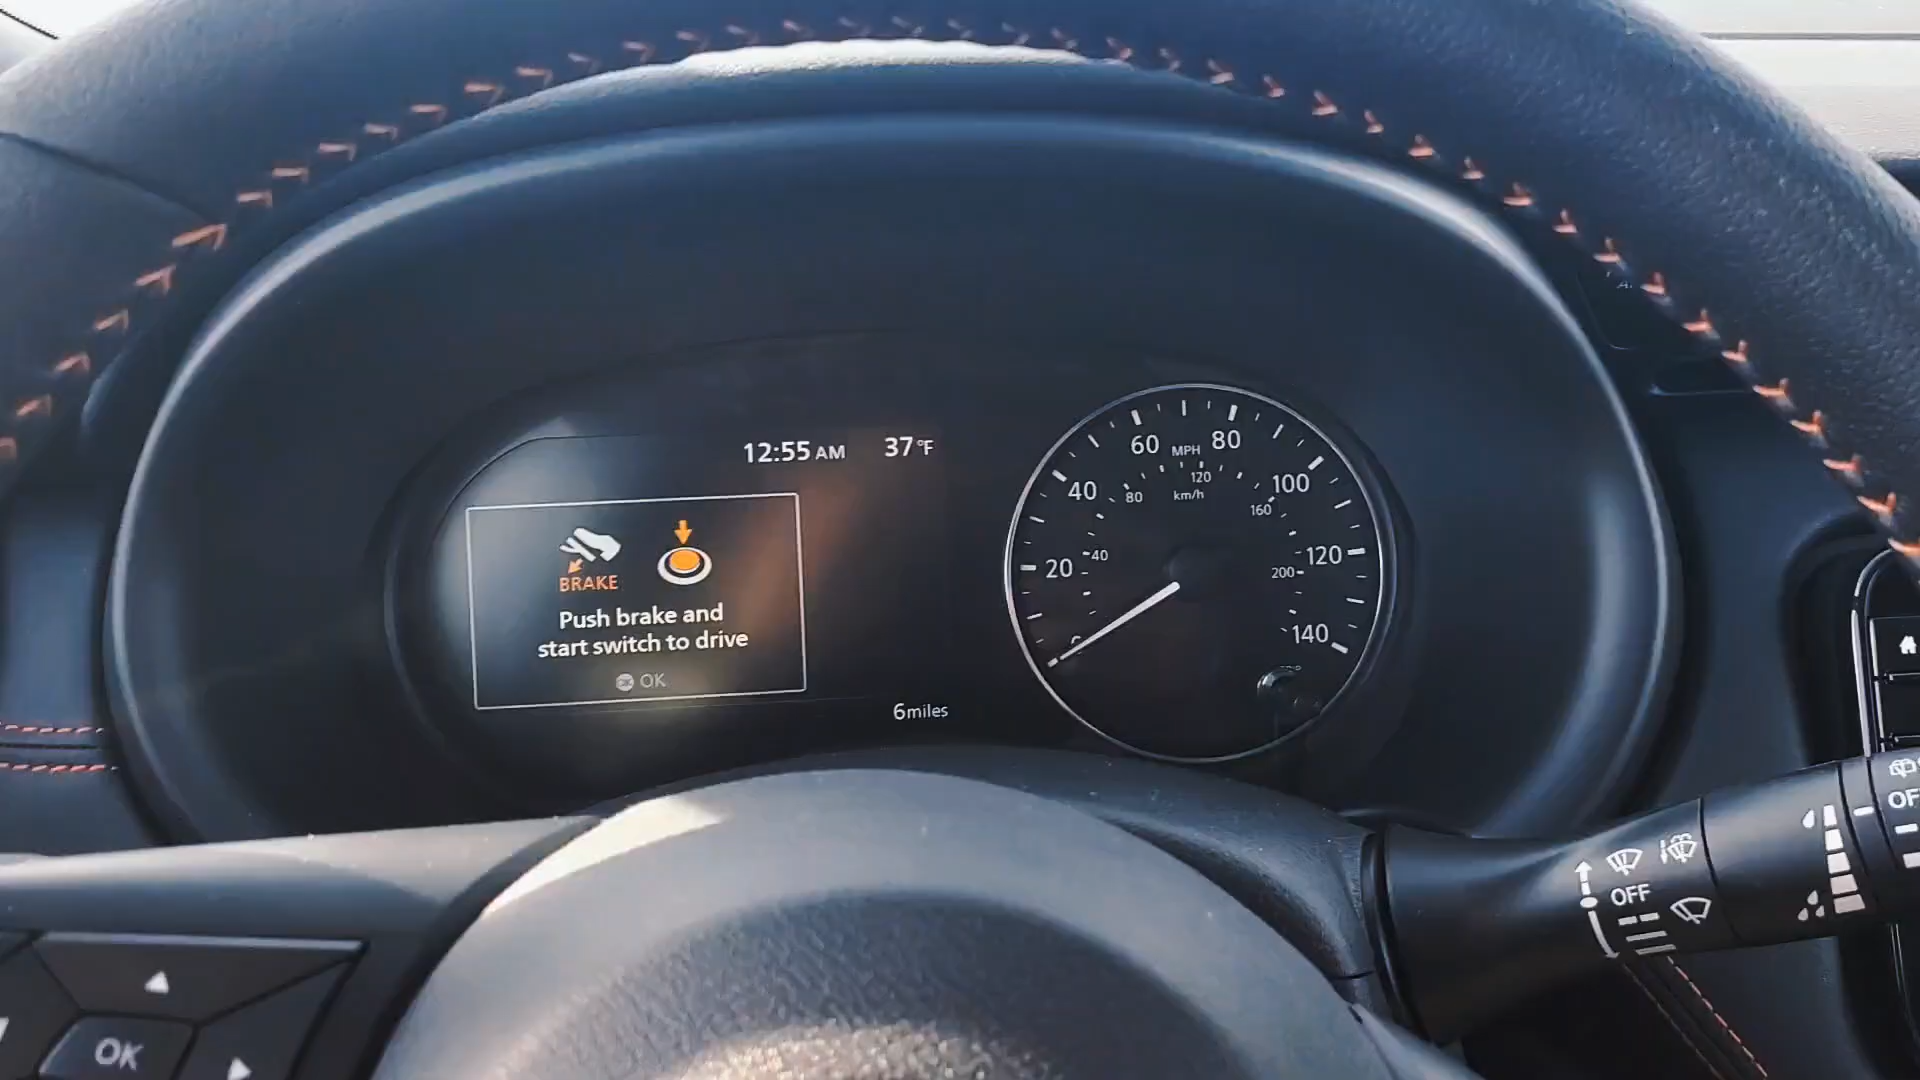 12:55 AM 37°F
BRAKE
Push brake and
start switch to drive
OK
6miles
60 MPH 80
80 120 km/h
40 100
160
20 40 120
200
0 140
OFF
OK